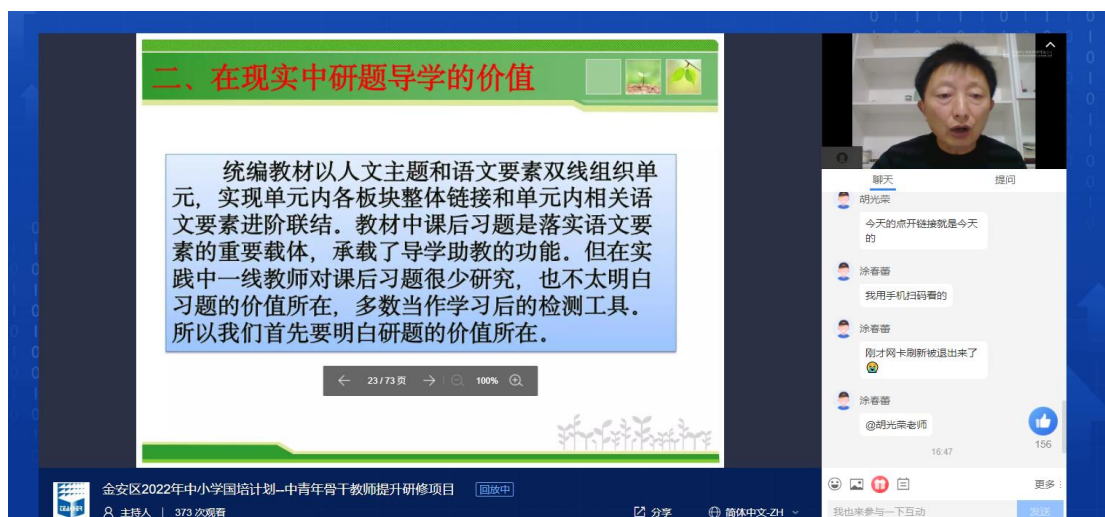 二、在现实中研题导学的价值
统编教材以人文主题和语文要素双线组织单
元，实现单元内各板块整体链接和单元内相关语
文要素进阶联结。教材中课后习题是落实语文要
素的重要载体，承载了导学助教的功能。但在实
践中一线教师对课后习题很少研究，也不太明白
习题的价值所在，多数当作学习后的检测工具。
所以我们首先要明白研题的价值所在。
23/73页 100%
聊天 提问
胡光荣
今天的点开链接就是今天
的
涂春蕾
我用手机扫码看的
涂春蕾
刚才网卡刷新被退出来了
涂春蕾
@胡光荣老师
16:47
156
更多
我也来参与一下互动 发送
金安区2022年中小学国培计划--中青年骨干教师提升研修项目 回放中
主持人 | 373 次观看
分享 简体中文-ZH